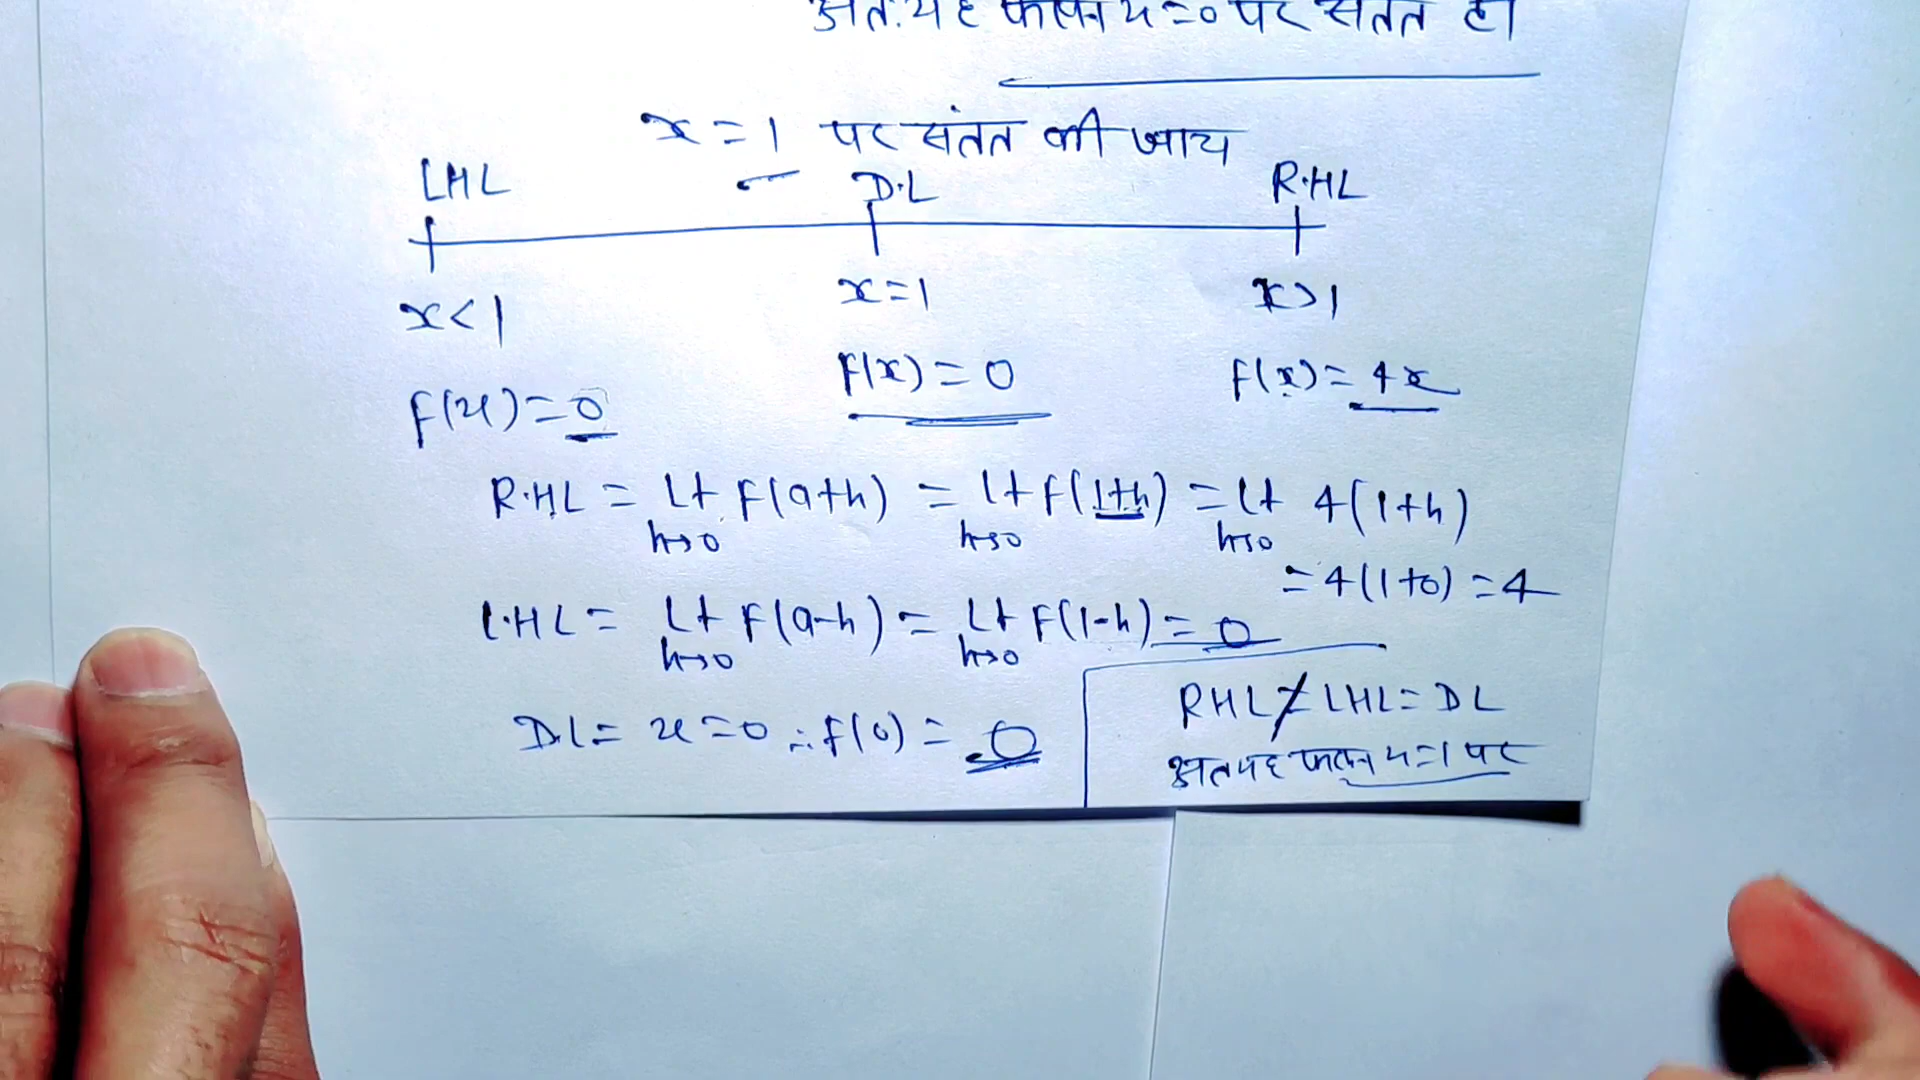 अतः यह फलन x=0 पर संतत है।
x=1 पर संतत की जाय
LHL D.L R.HL
x<1 x=1 x>1
f(x)=0 f(x)=0 f(x)=4x
R.HL = Lt h→0 f(a+h) = Lt h→0 f(1+h) = Lt h→0 4(1+h)
=4(1+0)=4
L.HL= Lt h→0 f(a-h)= Lt h→0 f(1-h)=0
DL= x=0 ∴f(0)=0
RHL≠LHL=DL
अत यह फलन x=1 पर